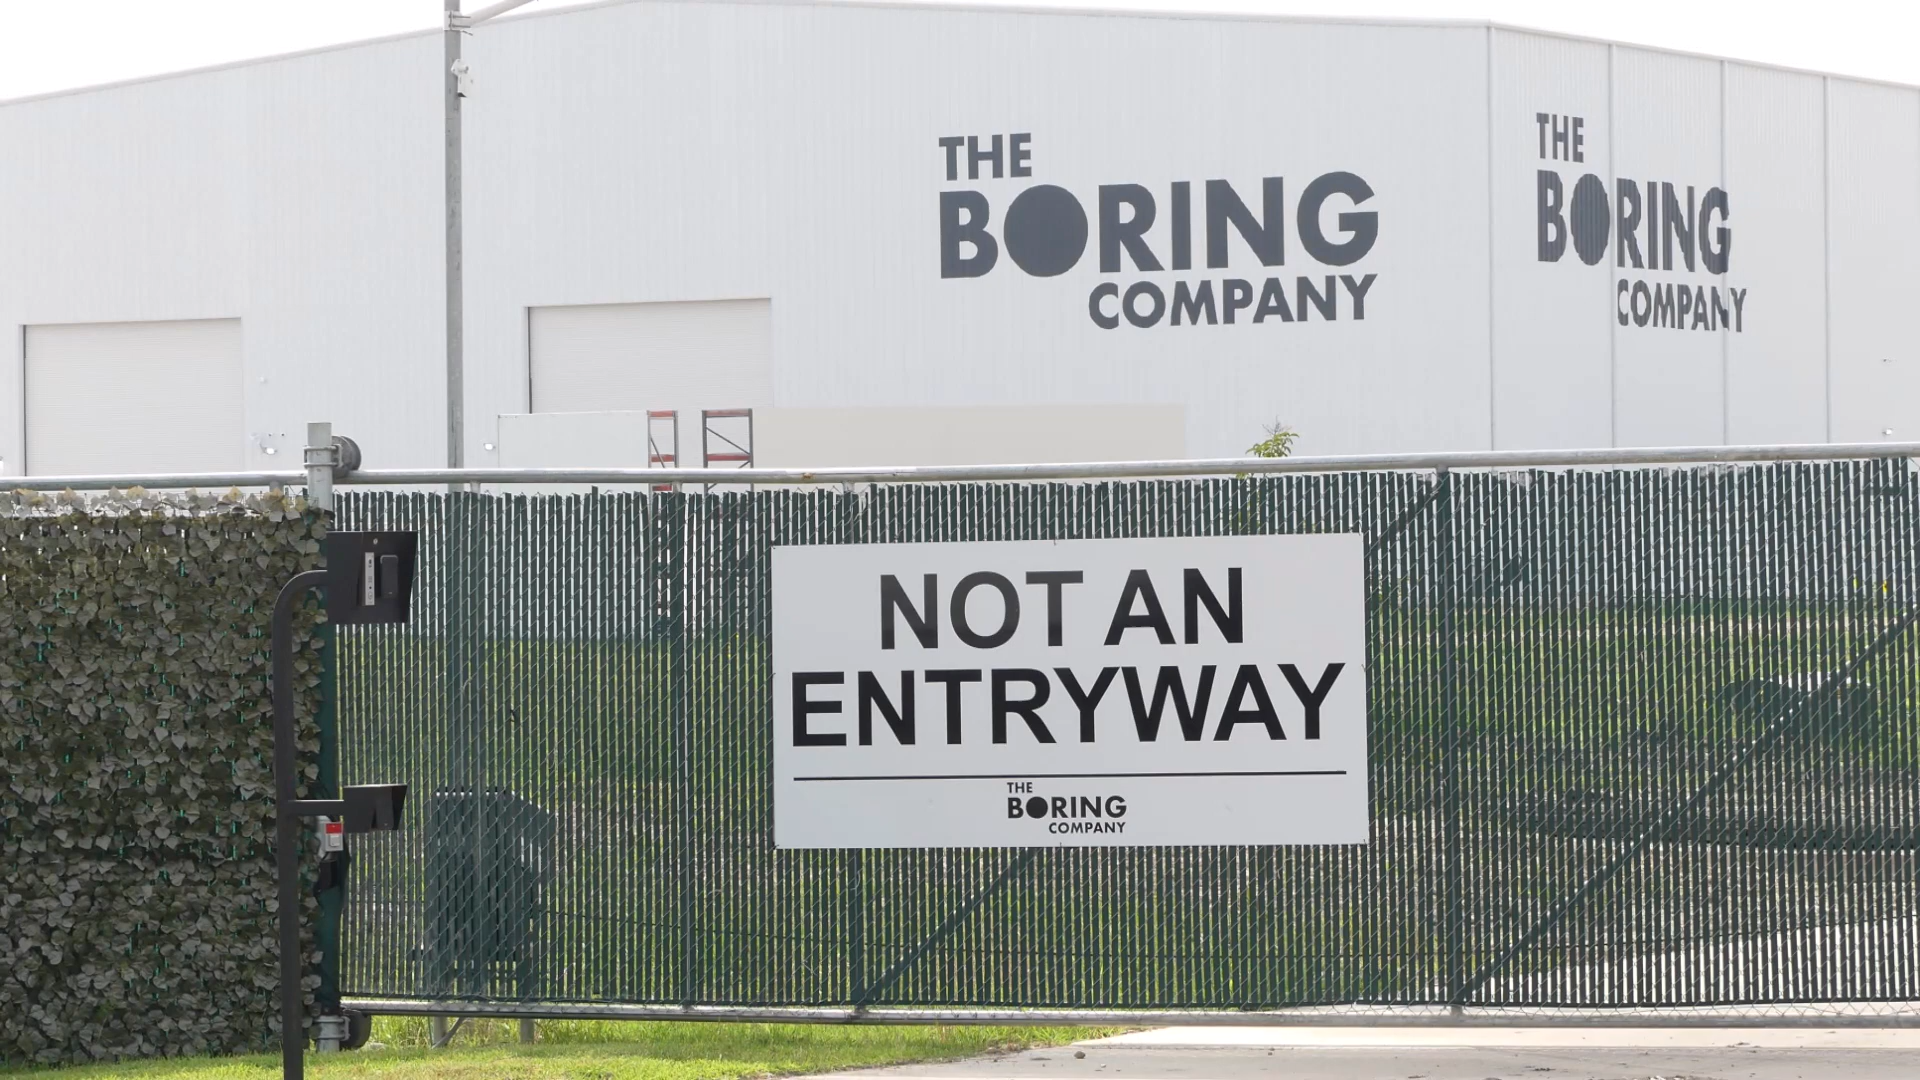 THE
BORING
COMPANY
THE
BORING
COMPANY
NOT AN
ENTRYWAY
THE
BORING
COMPANY